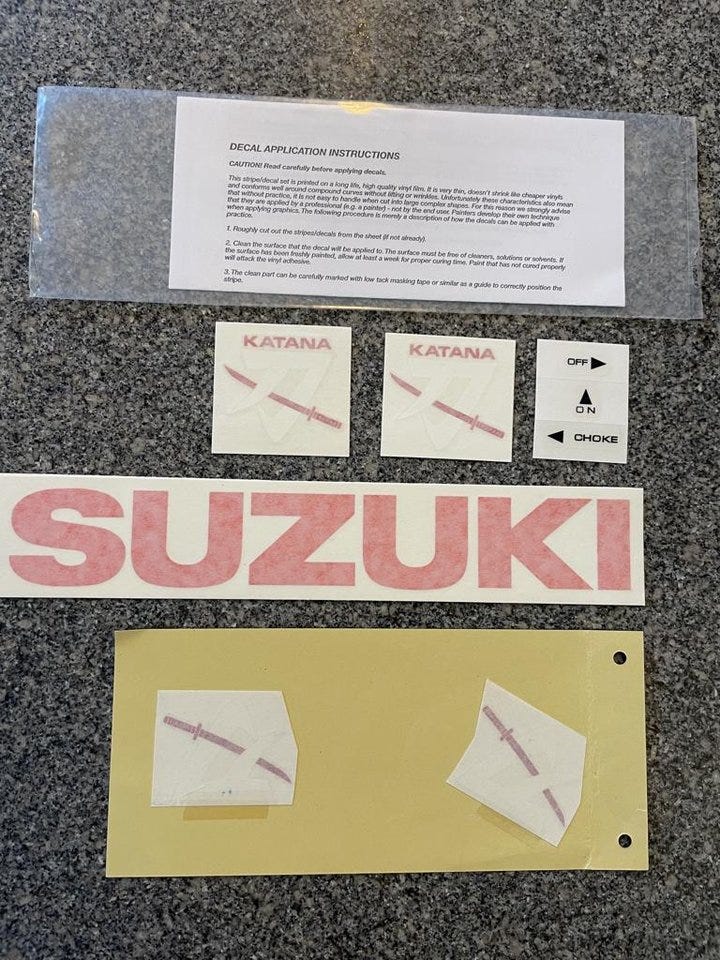 DECAL APPLICATION INSTRUCTIONS
CAUTION! Read carefully before applying decals.
This stripe/decal set is printed on a long life, high quality vinyl film. It is very thin, doesn't shrink like cheaper vinyls
and conforms well around compound curves without lifting or wrinkles. Unfortunately these characteristics also mean
that without practice, it is not easy to handle when cut into large complex shapes. For this reason we strongly advise
that they are applied by a professional (e.g. a painter) - not by the end user. Painters develop their own technique
when applying graphics. The following procedure is merely a description of how the decals can be applied with
practice.
1. Roughly cut out the stripes/decals from the sheet (if not already).
2. Clean the surface that the decal will be applied to. The surface must be free of cleaners, solutions or solvents. If
the surface has been freshly painted, allow at least a week for proper curing time. Paint that has not cured properly
will attack the vinyl adhesive.
3. The clean part can be carefully marked with low tack masking tape or similar as a guide to correctly position the
stripe.
KATANA
刀
KATANA
刀
OFF ▶
▲
ON
◀ CHOKE
SUZUKI